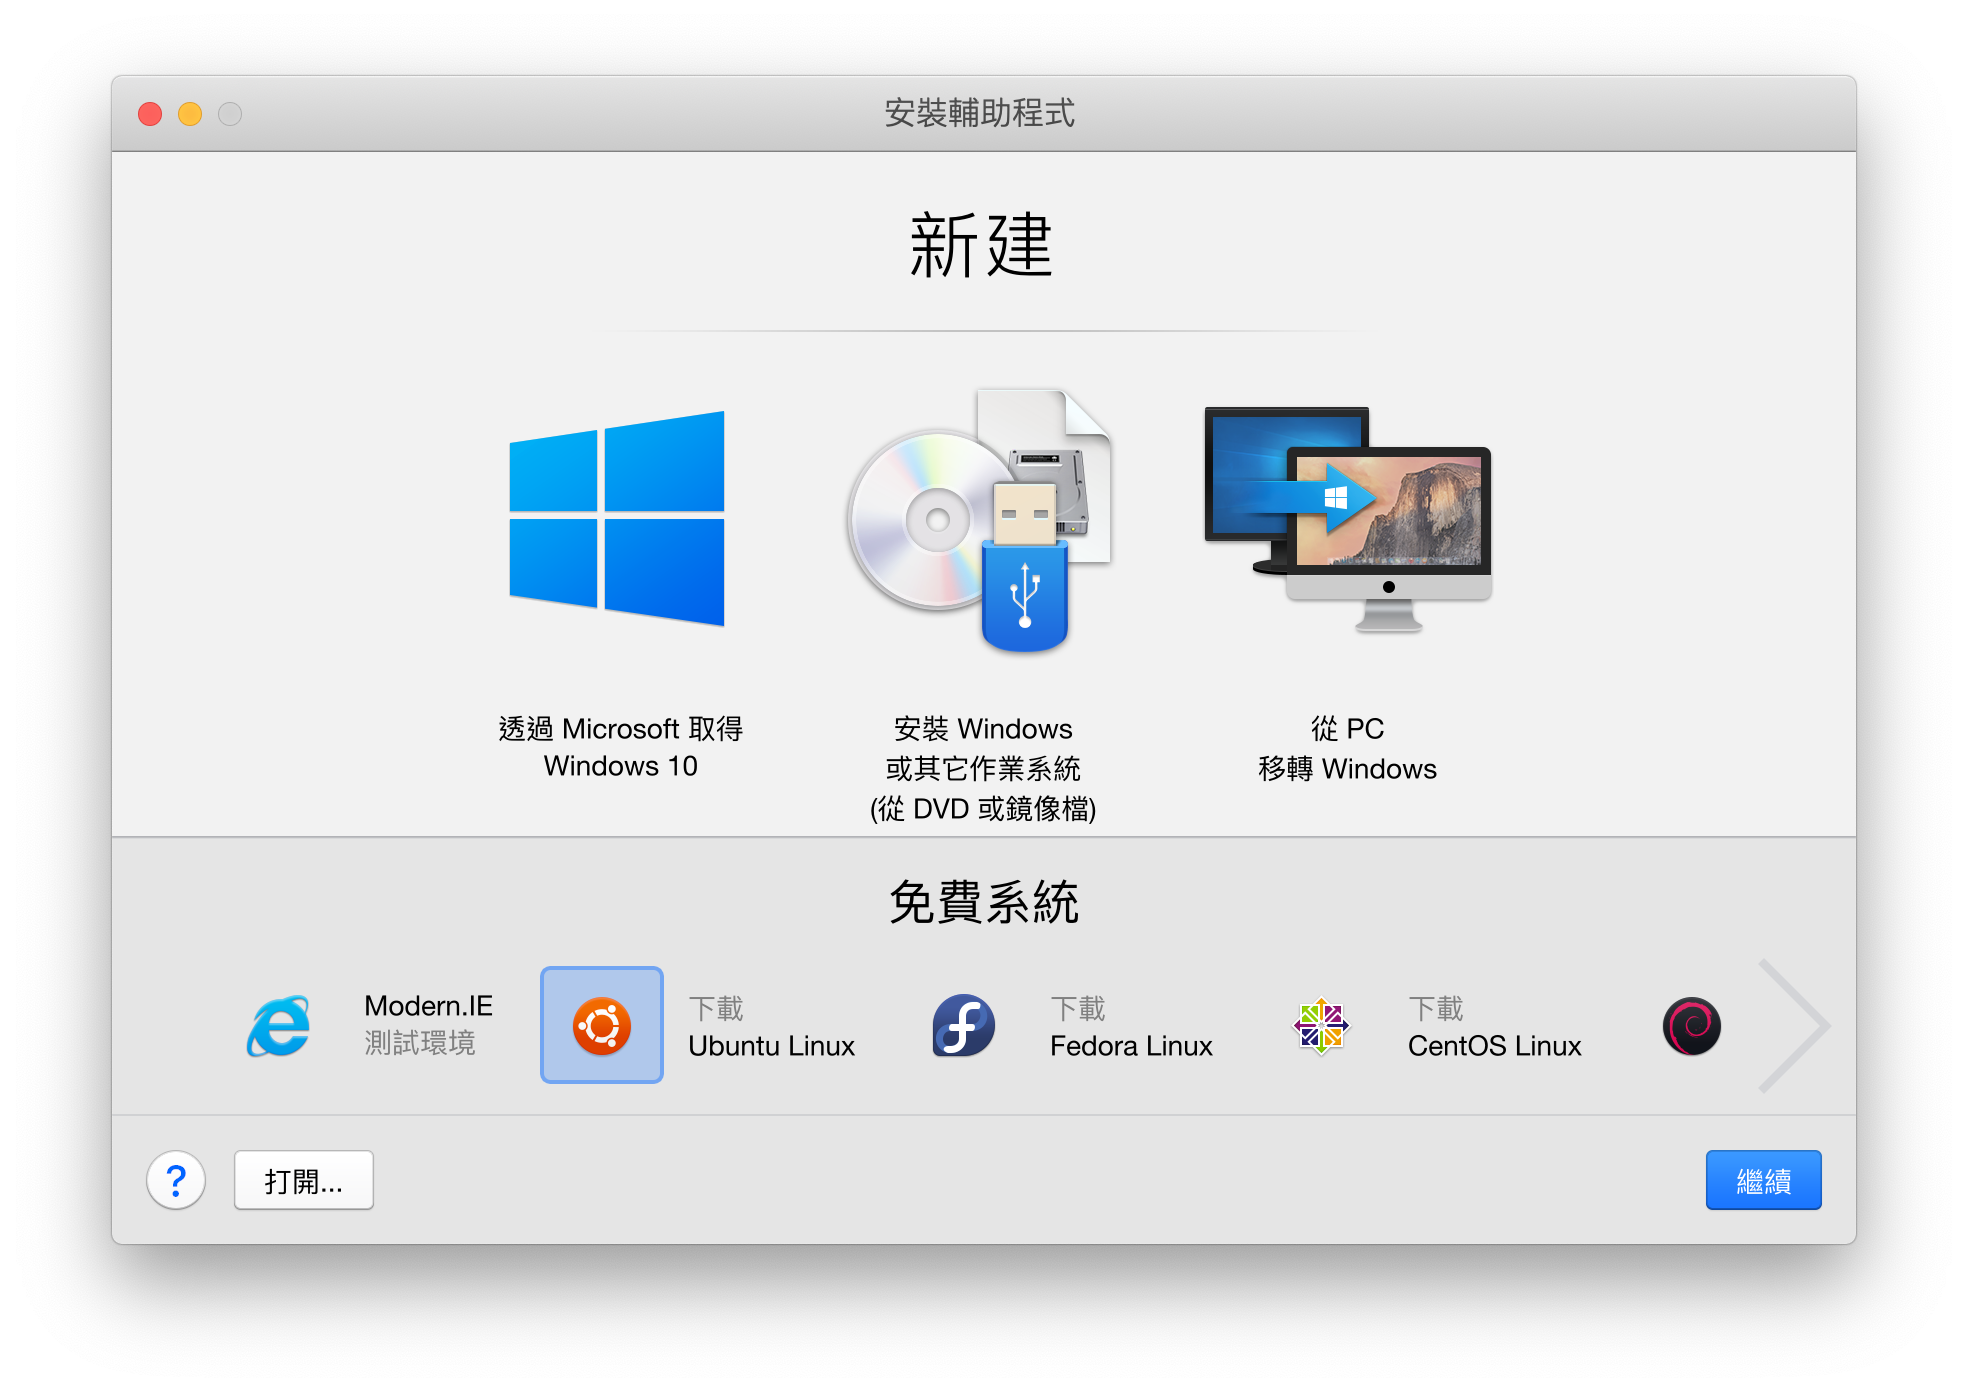 安裝輔助程式
新建
透過 Microsoft 取得
Windows 10
安裝 Windows
或其它作業系統
(從 DVD 或鏡像檔)
從 PC
移轉 Windows
免費系統
Modern.IE
測試環境
下載
Ubuntu Linux
下載
Fedora Linux
下載
CentOS Linux
?
打開...
繼續